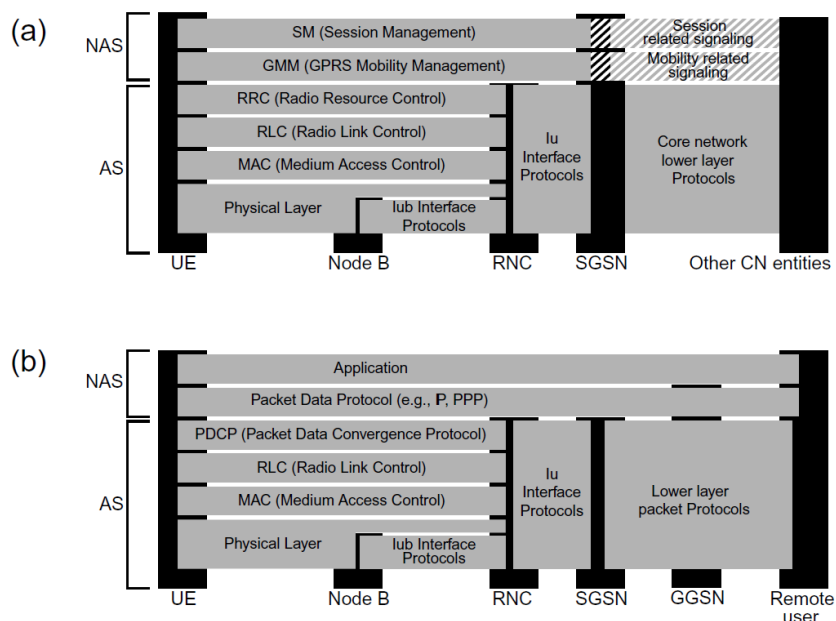 (a)
NAS
SM (Session Management)
Session
related signaling
GMM (GPRS Mobility Management)
Mobility related
signaling
AS
RRC (Radio Resource Control)
RLC (Radio Link Control)
MAC (Medium Access Control)
Physical Layer
Iub Interface
Protocols
Iu
Interface
Protocols
Core network
lower layer
Protocols
UE
Node B
RNC
SGSN
Other CN entities
(b)
NAS
Application
Packet Data Protocol (e.g., IP, PPP)
AS
PDCP (Packet Data Convergence Protocol)
RLC (Radio Link Control)
MAC (Medium Access Control)
Physical Layer
Iub Interface
Protocols
Iu
Interface
Protocols
Lower layer
packet Protocols
UE
Node B
RNC
SGSN
GGSN
Remote
user